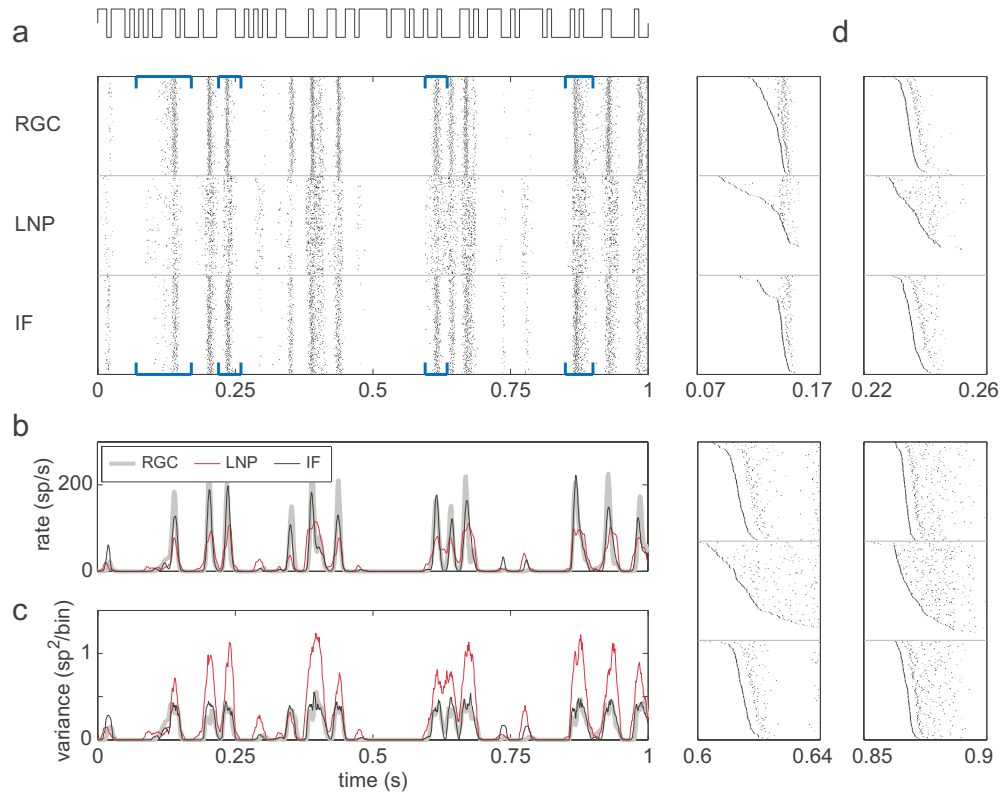 a
d
RGC
LNP
IF
0 0.25 0.5 0.75 1
0.07 0.17
0.22 0.26
b
RGC LNP IF
200
0
rate (sp/s)
c
1
0
variance (sp²/bin)
0 0.25 0.5 0.75 1
time (s)
0.6 0.64
0.85 0.9